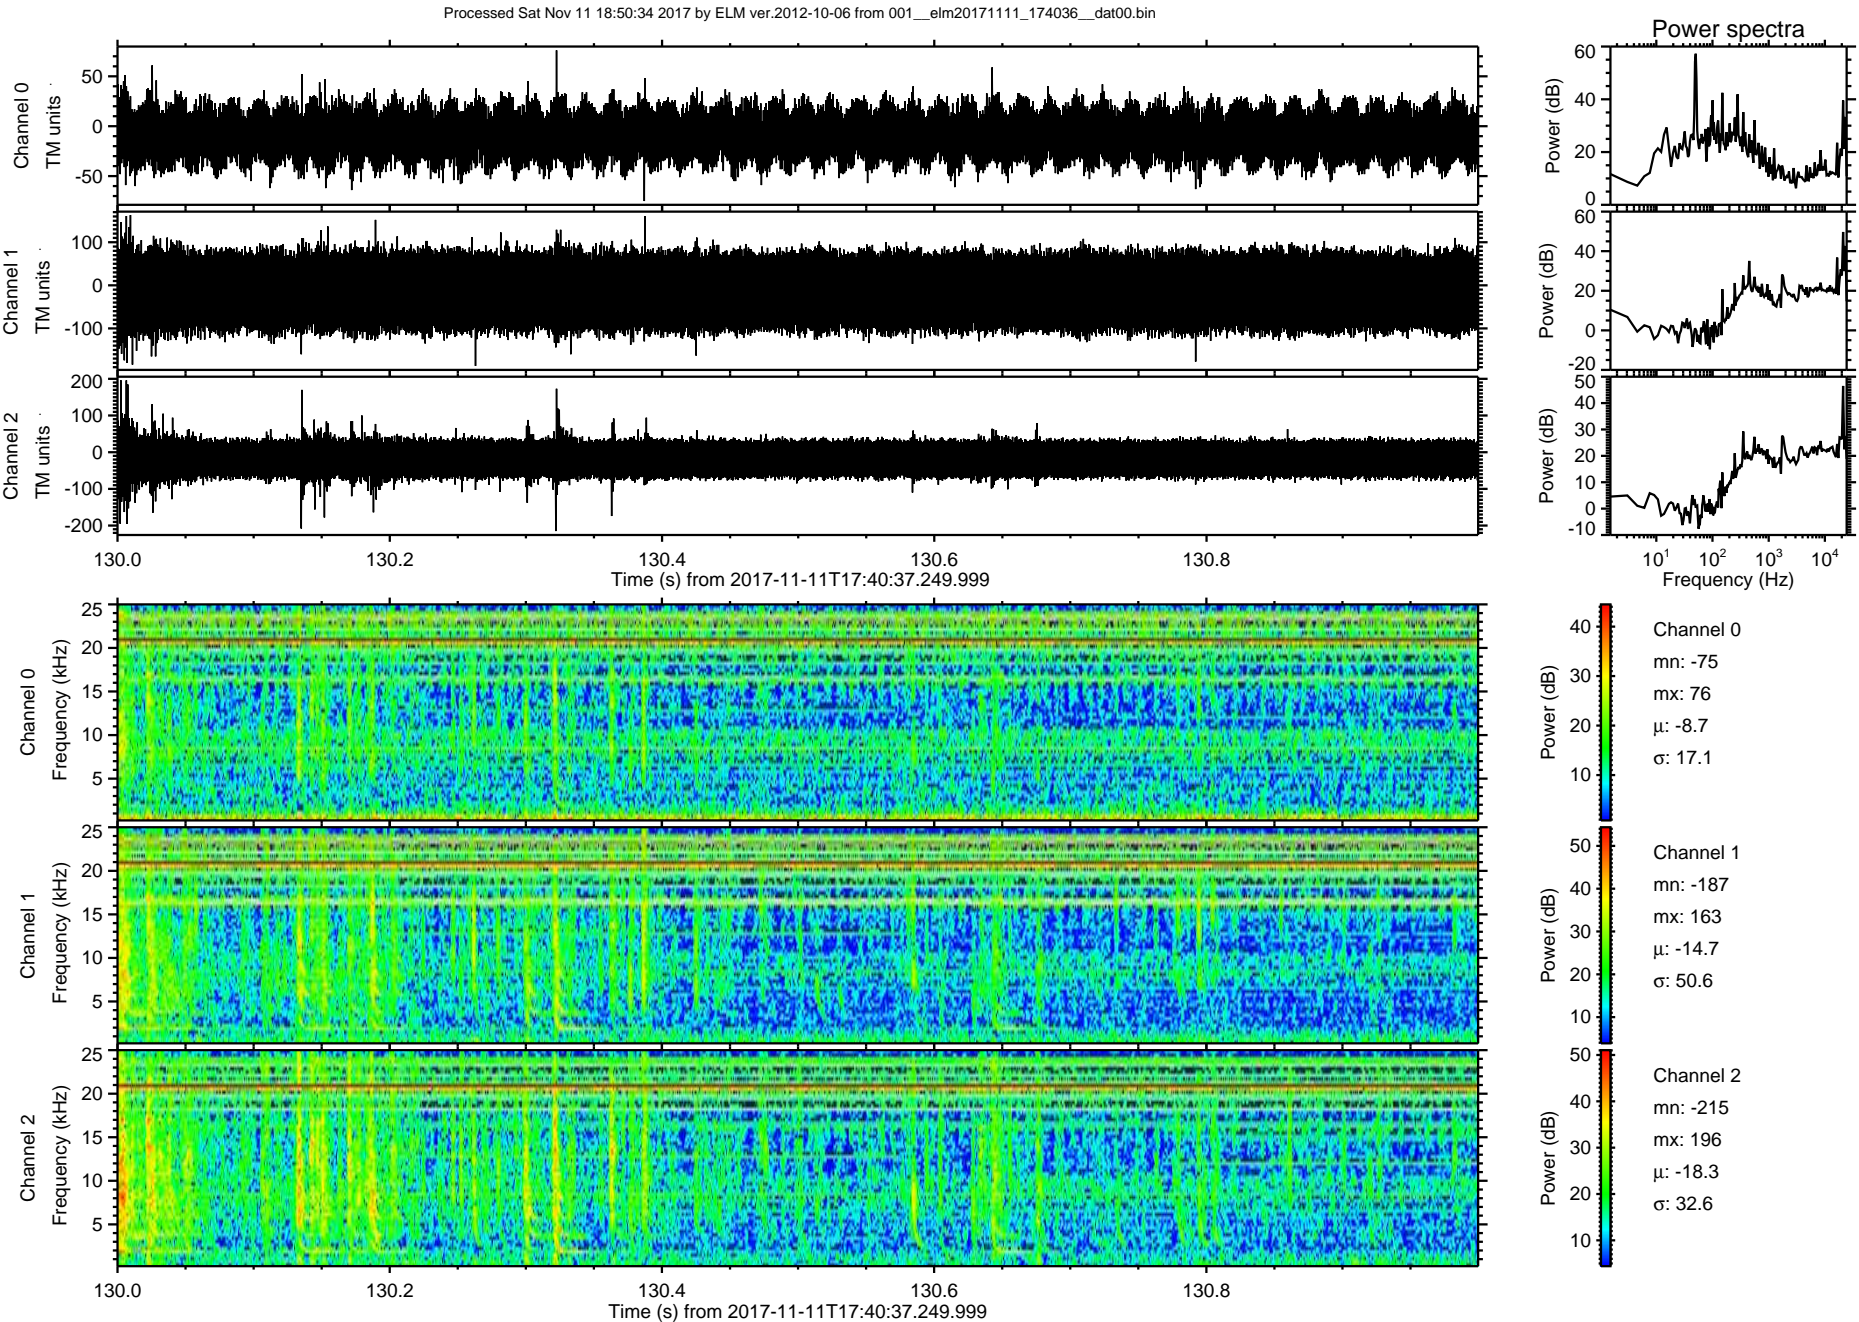 Processed Sat Nov 11 18:50:34 2017 by ELM ver.2012-10-06 from 001__elm20171111_174036__dat00.bin
Power spectra
Channel 0
TM units
50
0
-50
Power (dB)
60
40
20
0
Channel 1
TM units
100
0
-100
Power (dB)
60
40
20
0
-20
Channel 2
TM units
200
100
0
-100
-200
Power (dB)
50
40
30
20
10
0
-10
130.0 130.2 130.4 130.6 130.8
Time (s) from 2017-11-11T17:40:37.249.999
10^1 10^2 10^3 10^4
Frequency (Hz)
Channel 0
Frequency (kHz)
25
20
15
10
5
Power (dB)
40
30
20
10
Channel 0
mn: -75
mx: 76
μ: -8.7
σ: 17.1
Channel 1
Frequency (kHz)
25
20
15
10
5
Power (dB)
50
40
30
20
10
Channel 1
mn: -187
mx: 163
μ: -14.7
σ: 50.6
Channel 2
Frequency (kHz)
25
20
15
10
5
Power (dB)
50
40
30
20
10
Channel 2
mn: -215
mx: 196
μ: -18.3
σ: 32.6
130.0 130.2 130.4 130.6 130.8
Time (s) from 2017-11-11T17:40:37.249.999